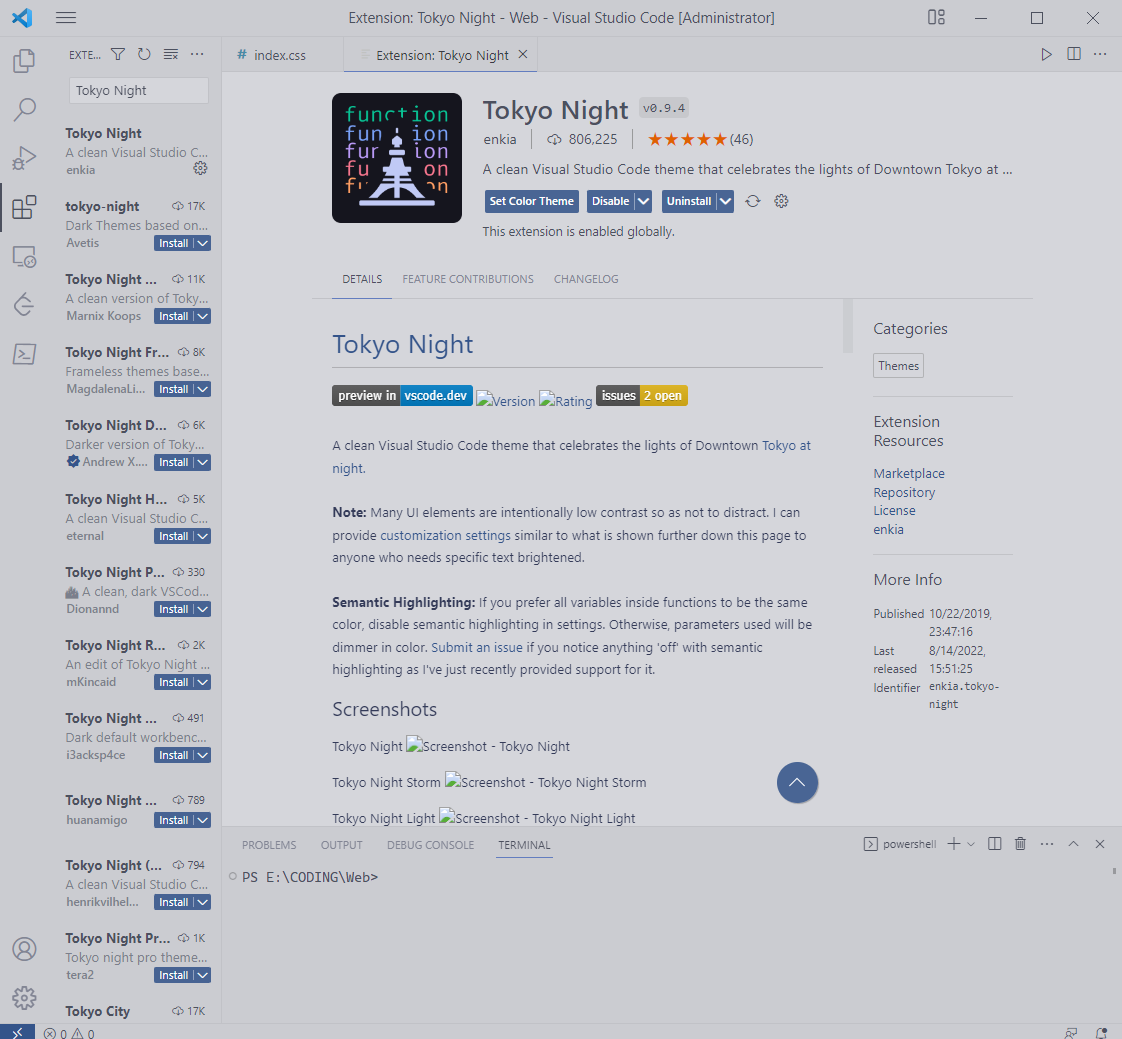 Extension: Tokyo Night - Web - Visual Studio Code [Administrator]
EXTE...
# index.css
Extension: Tokyo Night
Tokyo Night
Tokyo Night
A clean Visual Studio C...
enkia
tokyo-night 17K
Dark Themes based on...
Avetis Install
Tokyo Night ... 11K
A clean version of Toky...
Marnix Koops Install
Tokyo Night Fr... 8K
Frameless themes base...
MagdalenaLi... Install
Tokyo Night D... 6K
Darker version of Toky...
Andrew X.... Install
Tokyo Night H... 5K
A clean Visual Studio C...
eternal Install
Tokyo Night P... 330
A clean, dark VSCod...
Dionannd Install
Tokyo Night R... 2K
An edit of Tokyo Night ...
mKincaid Install
Tokyo Night ... 491
Dark default workbenc...
i3acksp4ce Install
Tokyo Night ... 789
huanamigo Install
Tokyo Night (... 794
A clean Visual Studio C...
henrikvilhel... Install
Tokyo Night Pr... 1K
Tokyo night pro theme...
tera2 Install
Tokyo City 17K
function
fun ion
fur ion
fu on
f n
Tokyo Night v0.9.4
enkia 806,225 (46)
A clean Visual Studio Code theme that celebrates the lights of Downtown Tokyo at ...
Set Color Theme Disable Uninstall
This extension is enabled globally.
DETAILS FEATURE CONTRIBUTIONS CHANGELOG
Tokyo Night
preview in vscode.dev Version Rating issues 2 open
A clean Visual Studio Code theme that celebrates the lights of Downtown Tokyo at
night.
Note: Many UI elements are intentionally low contrast so as not to distract. I can
provide customization settings similar to what is shown further down this page to
anyone who needs specific text brightened.
Semantic Highlighting: If you prefer all variables inside functions to be the same
color, disable semantic highlighting in settings. Otherwise, parameters used will be
dimmer in color. Submit an issue if you notice anything 'off' with semantic
highlighting as I've just recently provided support for it.
Screenshots
Tokyo Night Screenshot - Tokyo Night
Tokyo Night Storm Screenshot - Tokyo Night Storm
Tokyo Night Light Screenshot - Tokyo Night Light
Categories
Themes
Extension
Resources
Marketplace
Repository
License
enkia
More Info
Published 10/22/2019,
23:47:16
Last 8/14/2022,
released 15:51:25
Identifier enkia.tokyo-
night
PROBLEMS OUTPUT DEBUG CONSOLE TERMINAL
powershell
PS E:\CODING\Web>
0 0